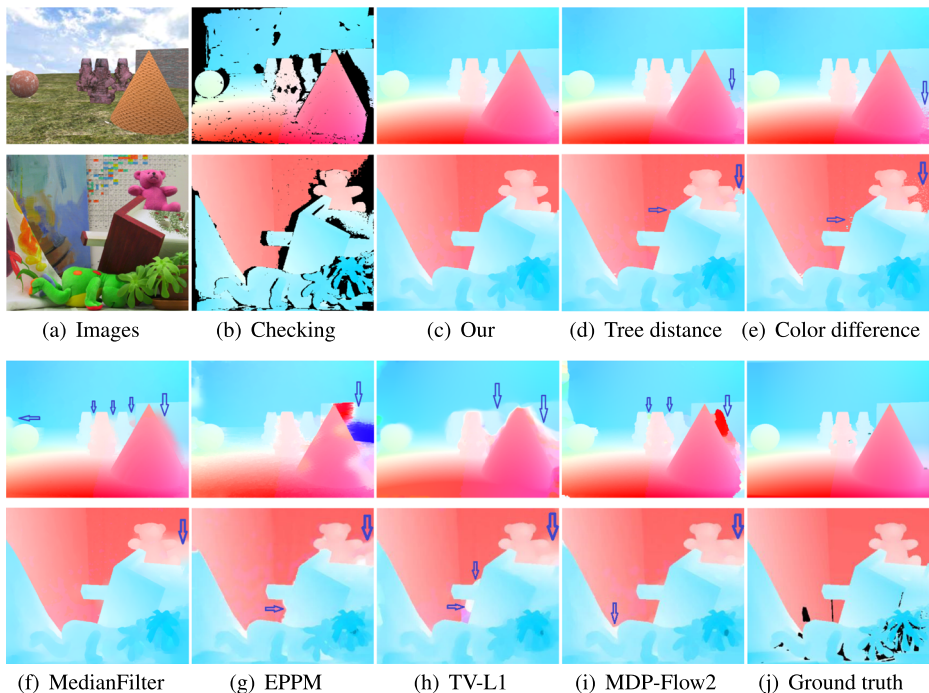 (a) Images
(b) Checking
(c) Our
(d) Tree distance
(e) Color difference
(f) MedianFilter
(g) EPPM
(h) TV-L1
(i) MDP-Flow2
(j) Ground truth